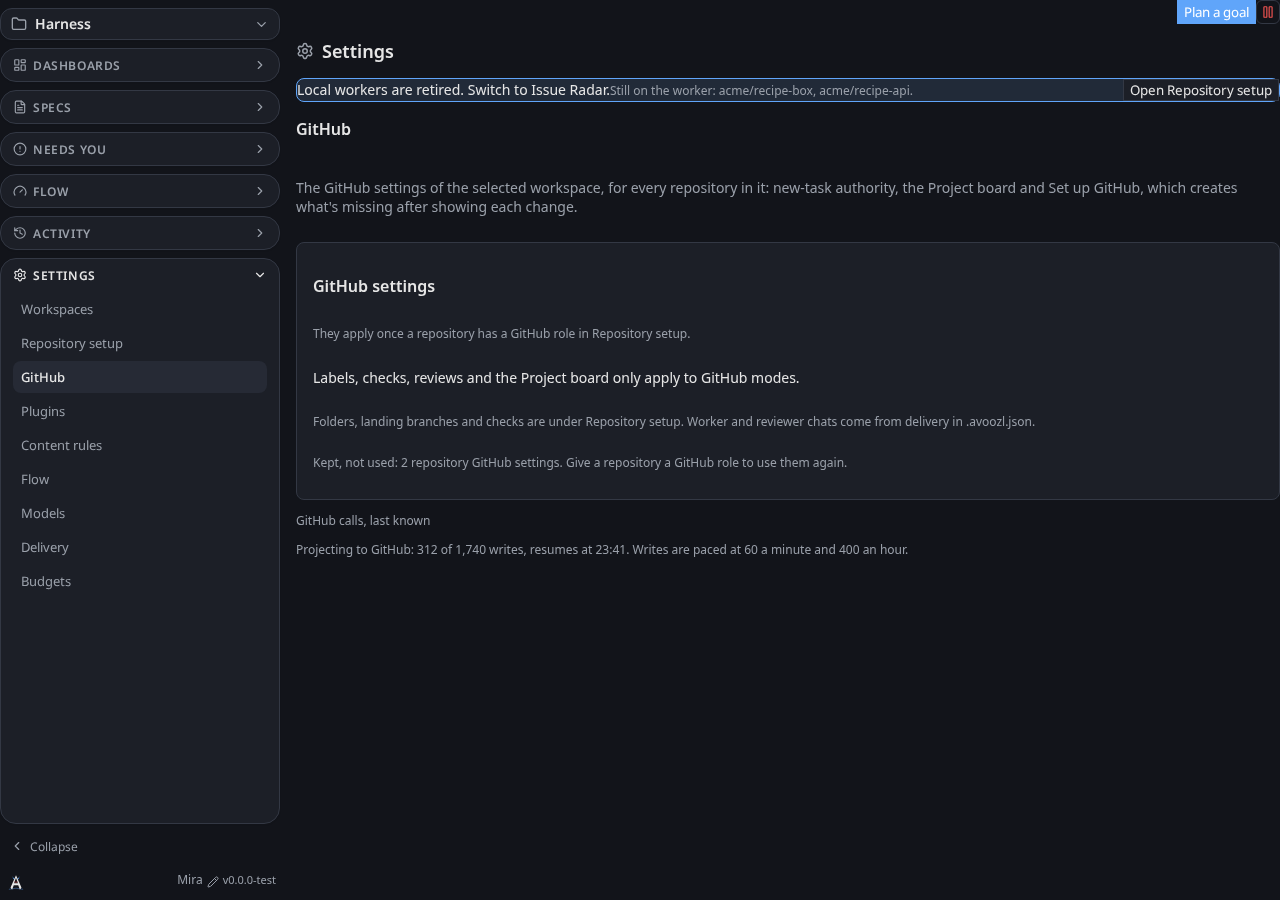 Harness
Plan a goal
DASHBOARDS
SPECS
NEEDS YOU
FLOW
ACTIVITY
SETTINGS
Workspaces
Repository setup
GitHub
Plugins
Content rules
Flow
Models
Delivery
Budgets
Collapse
A
Mira v0.0.0-test
Settings
Local workers are retired. Switch to Issue Radar.Still on the worker: acme/recipe-box, acme/recipe-api.
Open Repository setup
GitHub
The GitHub settings of the selected workspace, for every repository in it: new-task authority, the Project board and Set up GitHub, which creates
what's missing after showing each change.
GitHub settings
They apply once a repository has a GitHub role in Repository setup.
Labels, checks, reviews and the Project board only apply to GitHub modes.
Folders, landing branches and checks are under Repository setup. Worker and reviewer chats come from delivery in .avoozl.json.
Kept, not used: 2 repository GitHub settings. Give a repository a GitHub role to use them again.
GitHub calls, last known
Projecting to GitHub: 312 of 1,740 writes, resumes at 23:41. Writes are paced at 60 a minute and 400 an hour.